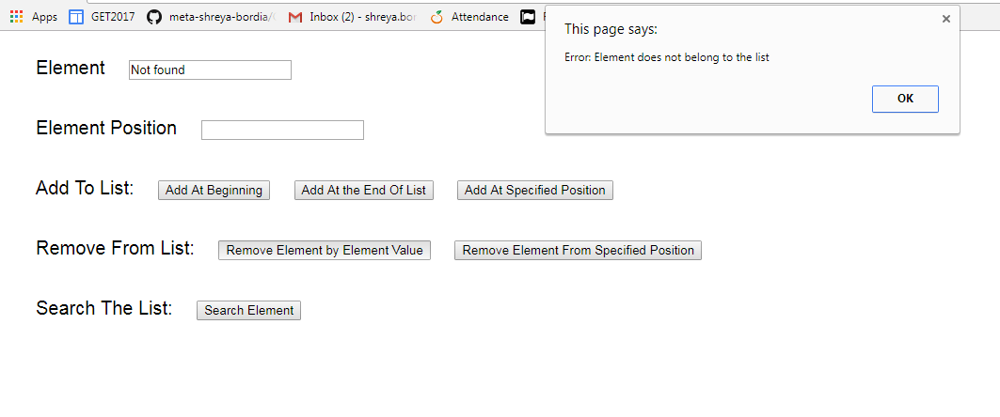 Apps GET2017 meta-shreya-bordia/ Inbox (2) - shreya.bor Attendance
This page says:
Error: Element does not belong to the list
OK
Element Not found
Element Position
Add To List: Add At Beginning Add At the End Of List Add At Specified Position
Remove From List: Remove Element by Element Value Remove Element From Specified Position
Search The List: Search Element